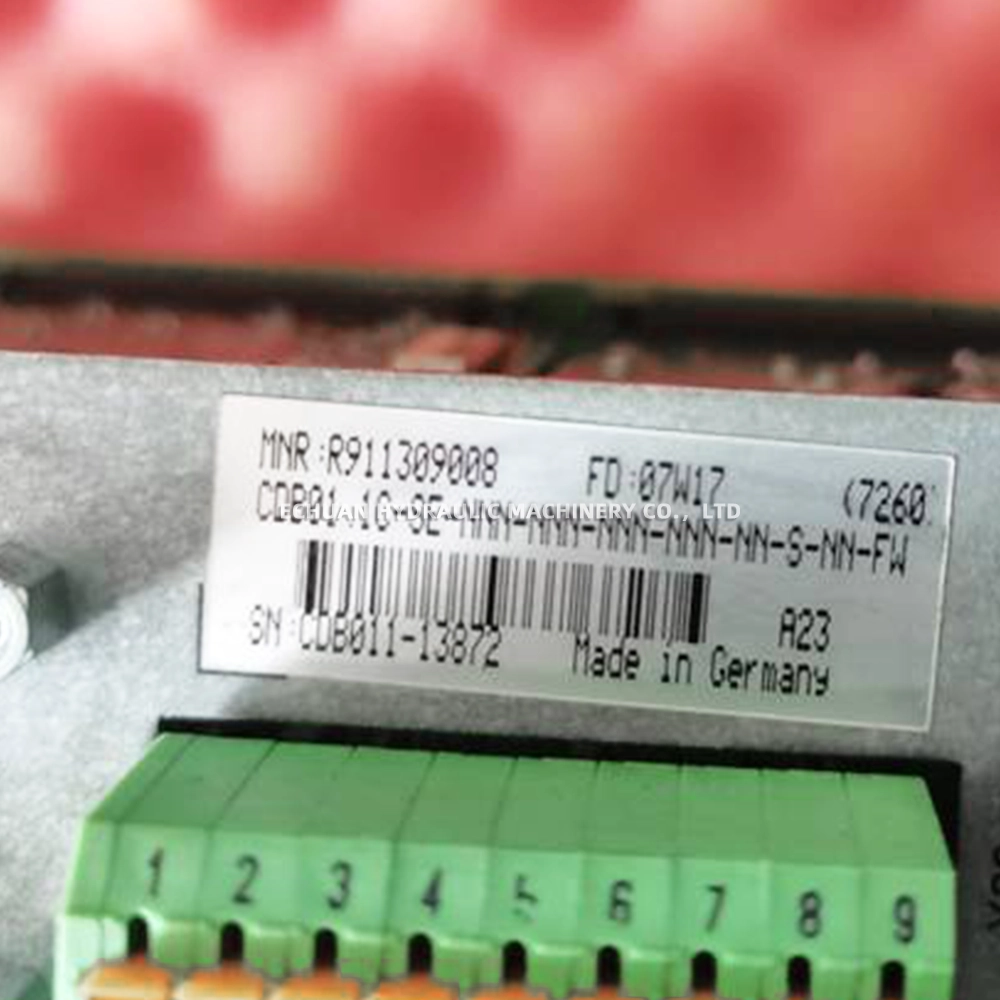 MNR:R911309008 FD:07W17 (7260)
CDB01.1C-SE-NNN-NNN-NNN-NNN-NN-S-NN-FW
ECHUAN HYDRAULIC MACHINERY CO., LTD
A23
SN:CDB011-13872 Made in Germany
1 2 3 4 5 6 7 8 9